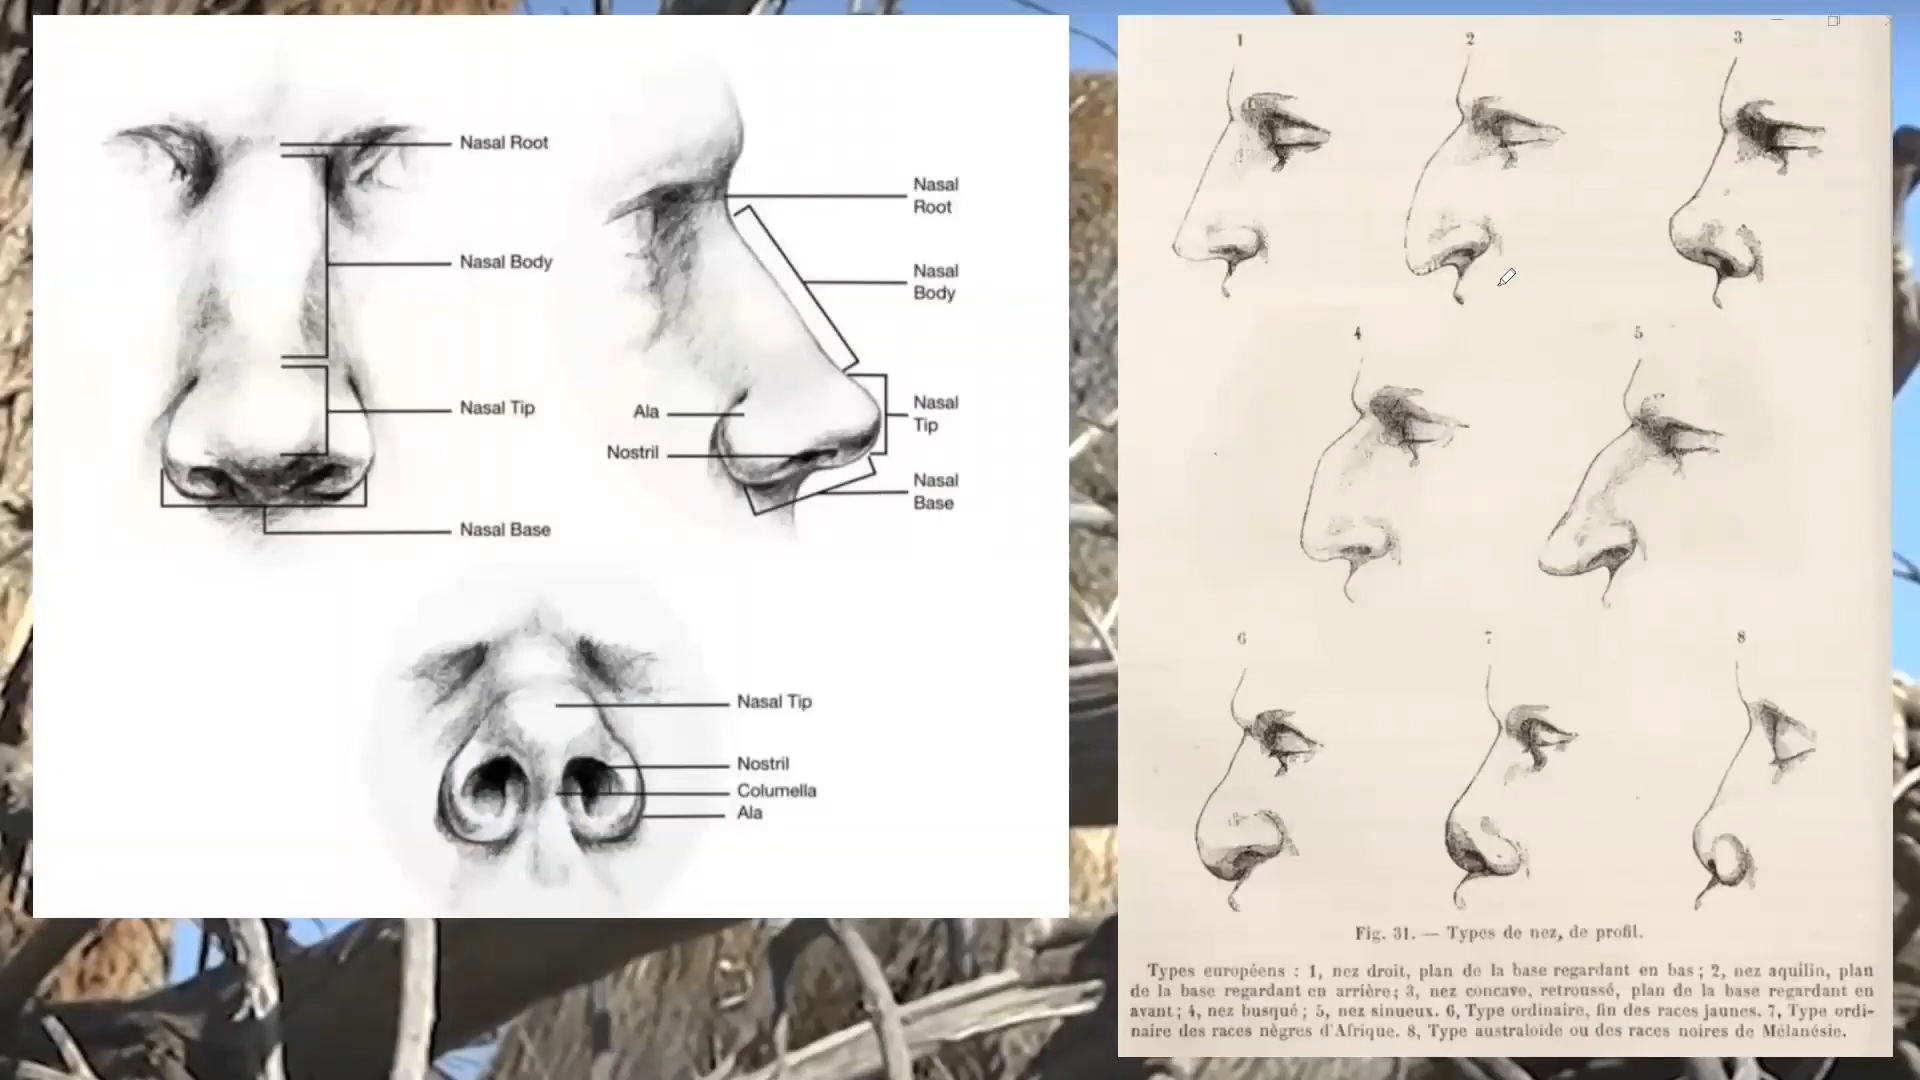 Nasal Root
Nasal Body
Nasal Tip
Nasal Base
Nasal
Root
Nasal
Body
Ala
Nasal
Tip
Nostril
Nasal
Base
Nasal Tip
Nostril
Columella
Ala
1
2
3
4
5
6
7
8
Fig. 31. — Types de nez, de profil.
Types européens : 1, nez droit, plan de la base regardant en bas ; 2, nez aquilin, plan
de la base regardant en arrière ; 3, nez concave, retroussé, plan de la base regardant en
avant ; 4, nez busqué ; 5, nez sinueux. 6, Type ordinaire, fin des races jaunes. 7, Type ordi-
naire des races nègres d'Afrique. 8, Type australoïde ou des races noires de Mélanésie.